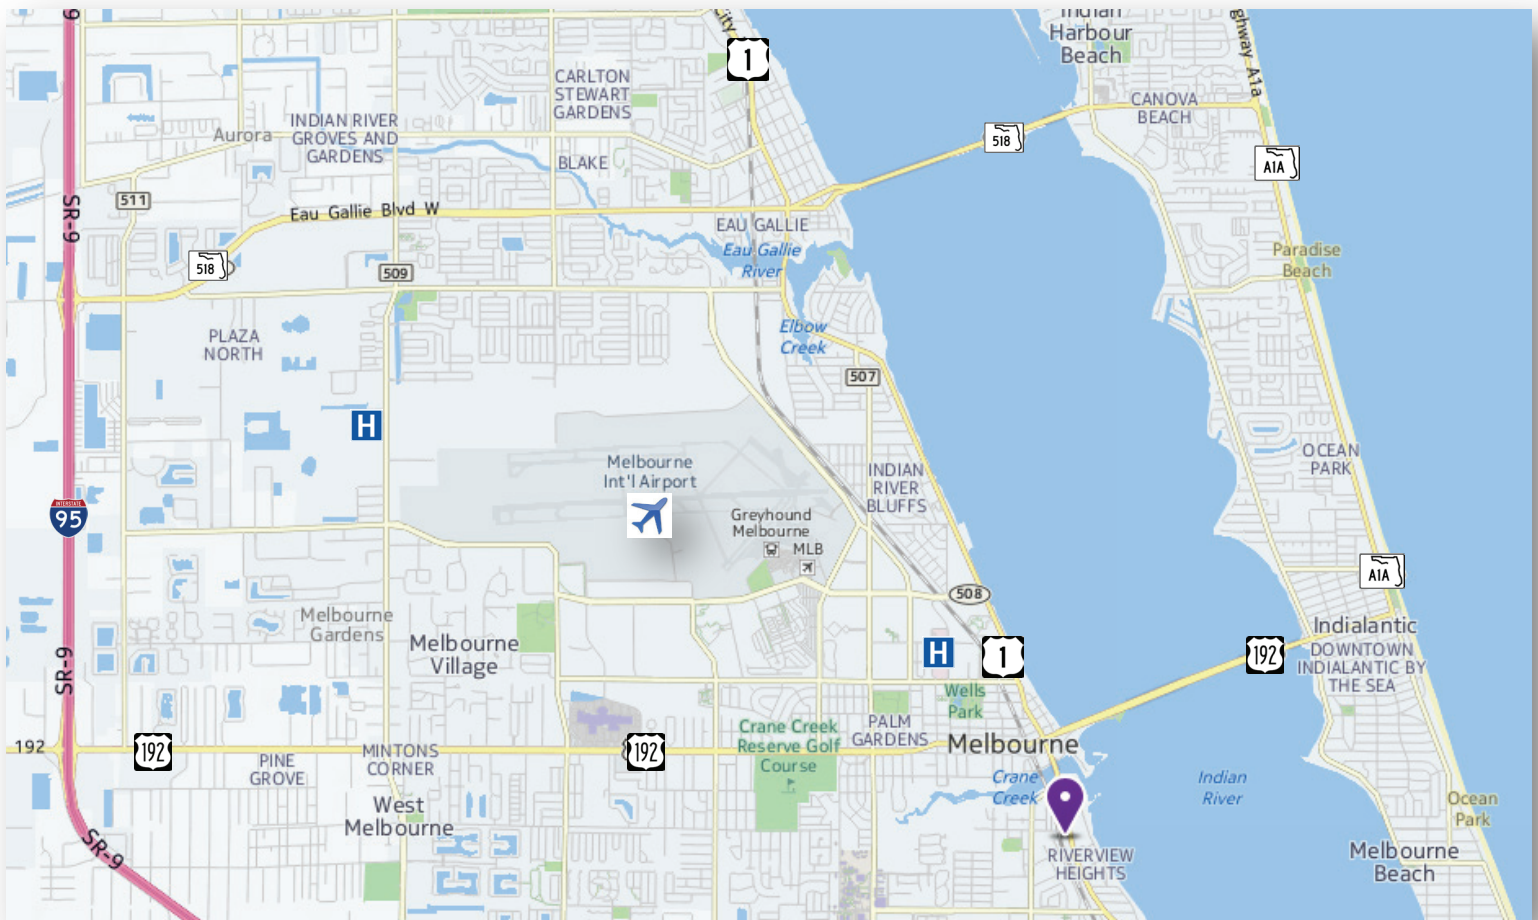 9
City
1
Indian
Harbour
Beach
ghway A1a
CARLTON
STEWART
GARDENS
CANOVA
BEACH
INDIAN RIVER
GROVES AND
GARDENS
Aurora
518
BLAKE
A1A
511
SR-9
Eau Gallie Blvd W
EAU GALLIE
Eau Gallie
River
Paradise
Beach
518
509
PLAZA
NORTH
Elbow
Creek
507
H
OCEAN
PARK
Melbourne
Int'l Airport
INDIAN
RIVER
BLUFFS
INTERSTATE
95
Greyhound
Melbourne
MLB
A1A
508
Melbourne
Gardens
Indialantic
Melbourne
Village
H
1
192
DOWNTOWN
INDIALANTIC BY
THE SEA
SR-9
Wells
Park
192
192
PINE
GROVE
MINTONS
CORNER
192
Crane Creek
Reserve Golf
Course
PALM
GARDENS
Melbourne
Crane
Creek
Indian
River
West
Melbourne
Ocean
Park
SR-9
RIVERVIEW
HEIGHTS
Melbourne
Beach